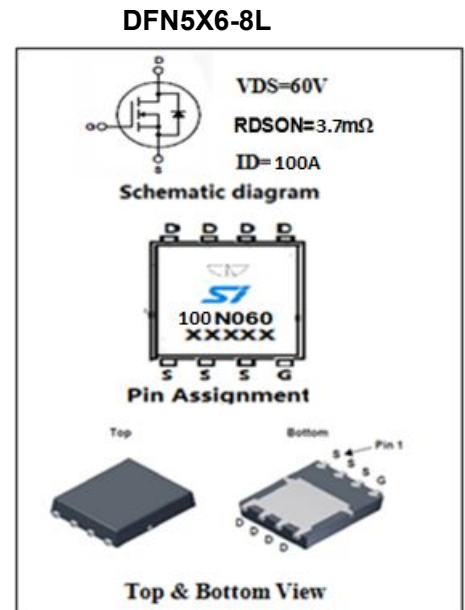 DFN5X6-8L
D
G
S
VDS=60V
RDSON=3.7mΩ
ID=100A
Schematic diagram
D D D D
100N060
XXXXX
S S S G
Pin Assignment
Top
Bottom
S Pin 1
S
S
G
D
D
D
D
Top & Bottom View